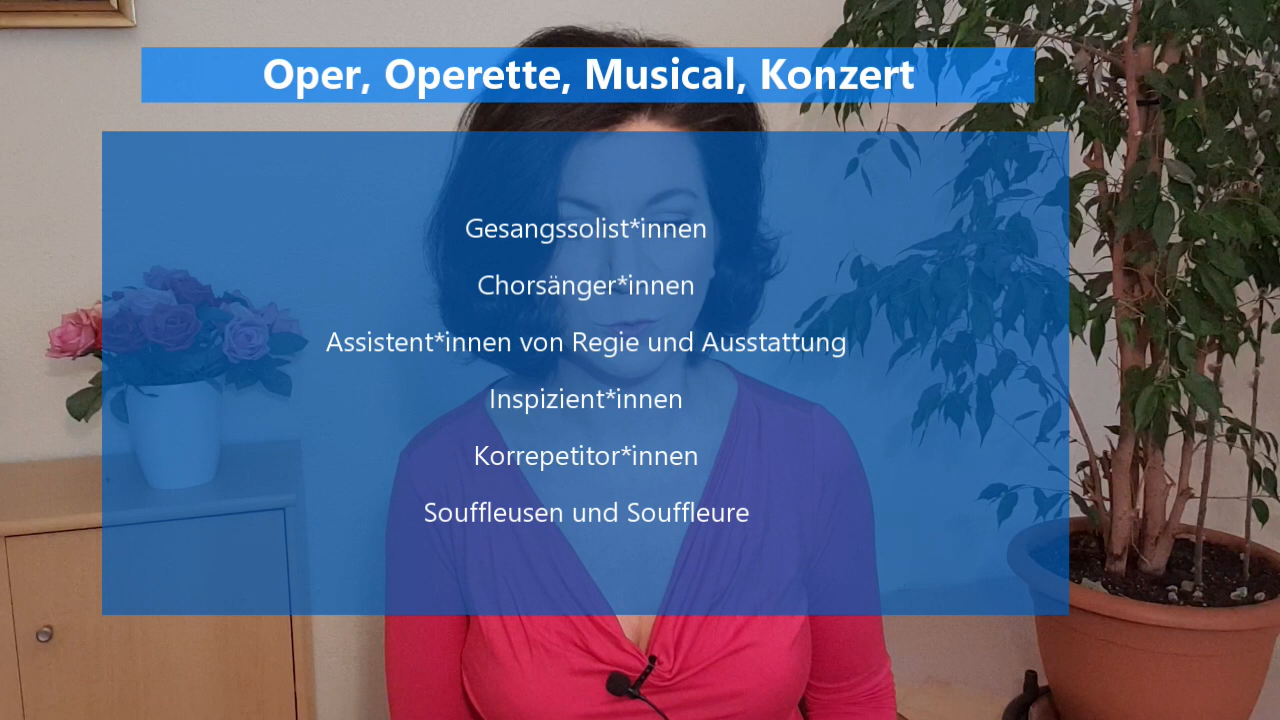 Oper, Operette, Musical, Konzert
Gesangssolist*innen
Chorsänger*innen
Assistent*innen von Regie und Ausstattung
Inspizient*innen
Korrepetitor*innen
Souffleusen und Souffleure